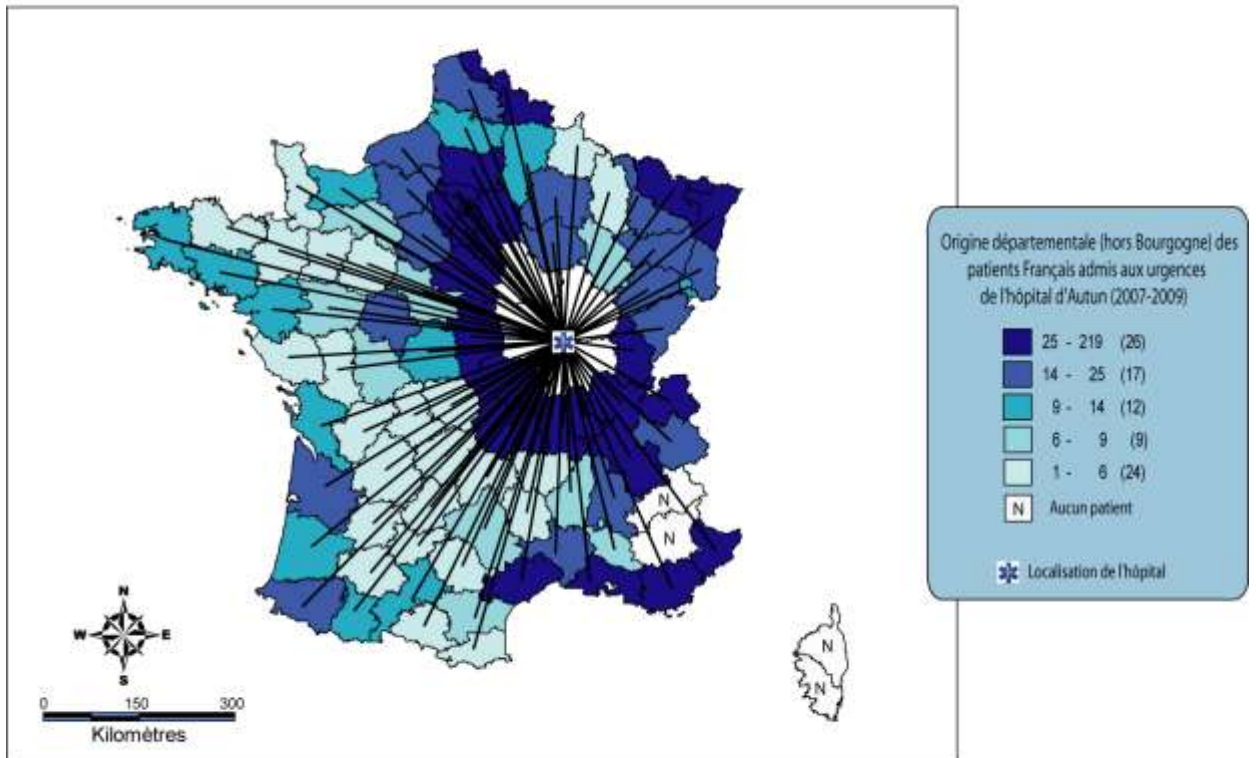 Origine départementale (hors Bourgogne) des
patients Français admis aux urgences
de l'hôpital d'Autun (2007-2009)
25 - 219 (26)
14 - 25 (17)
9 - 14 (12)
6 - 9 (9)
1 - 6 (24)
N Aucun patient
Localisation de l'hôpital
N
N
N
N
N
W E
S
0 150 300
Kilomètres